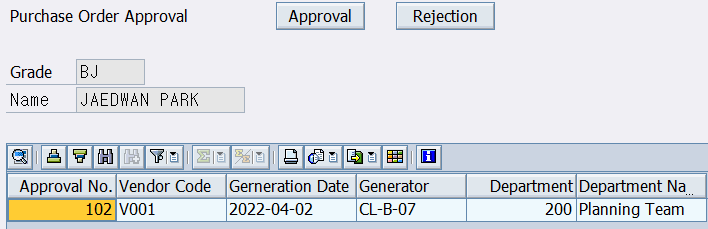 Purchase Order Approval Approval Rejection
Grade BJ
Name JAEDWAN PARK
Approval No. Vendor Code Gerneration Date Generator Department Department Na...
102 V001 2022-04-02 CL-B-07 200 Planning Team